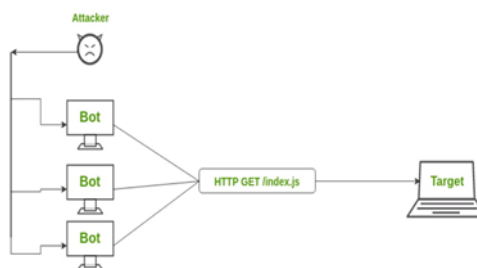 Attacker
Bot
Bot
HTTP GET /index.js
Target
Bot